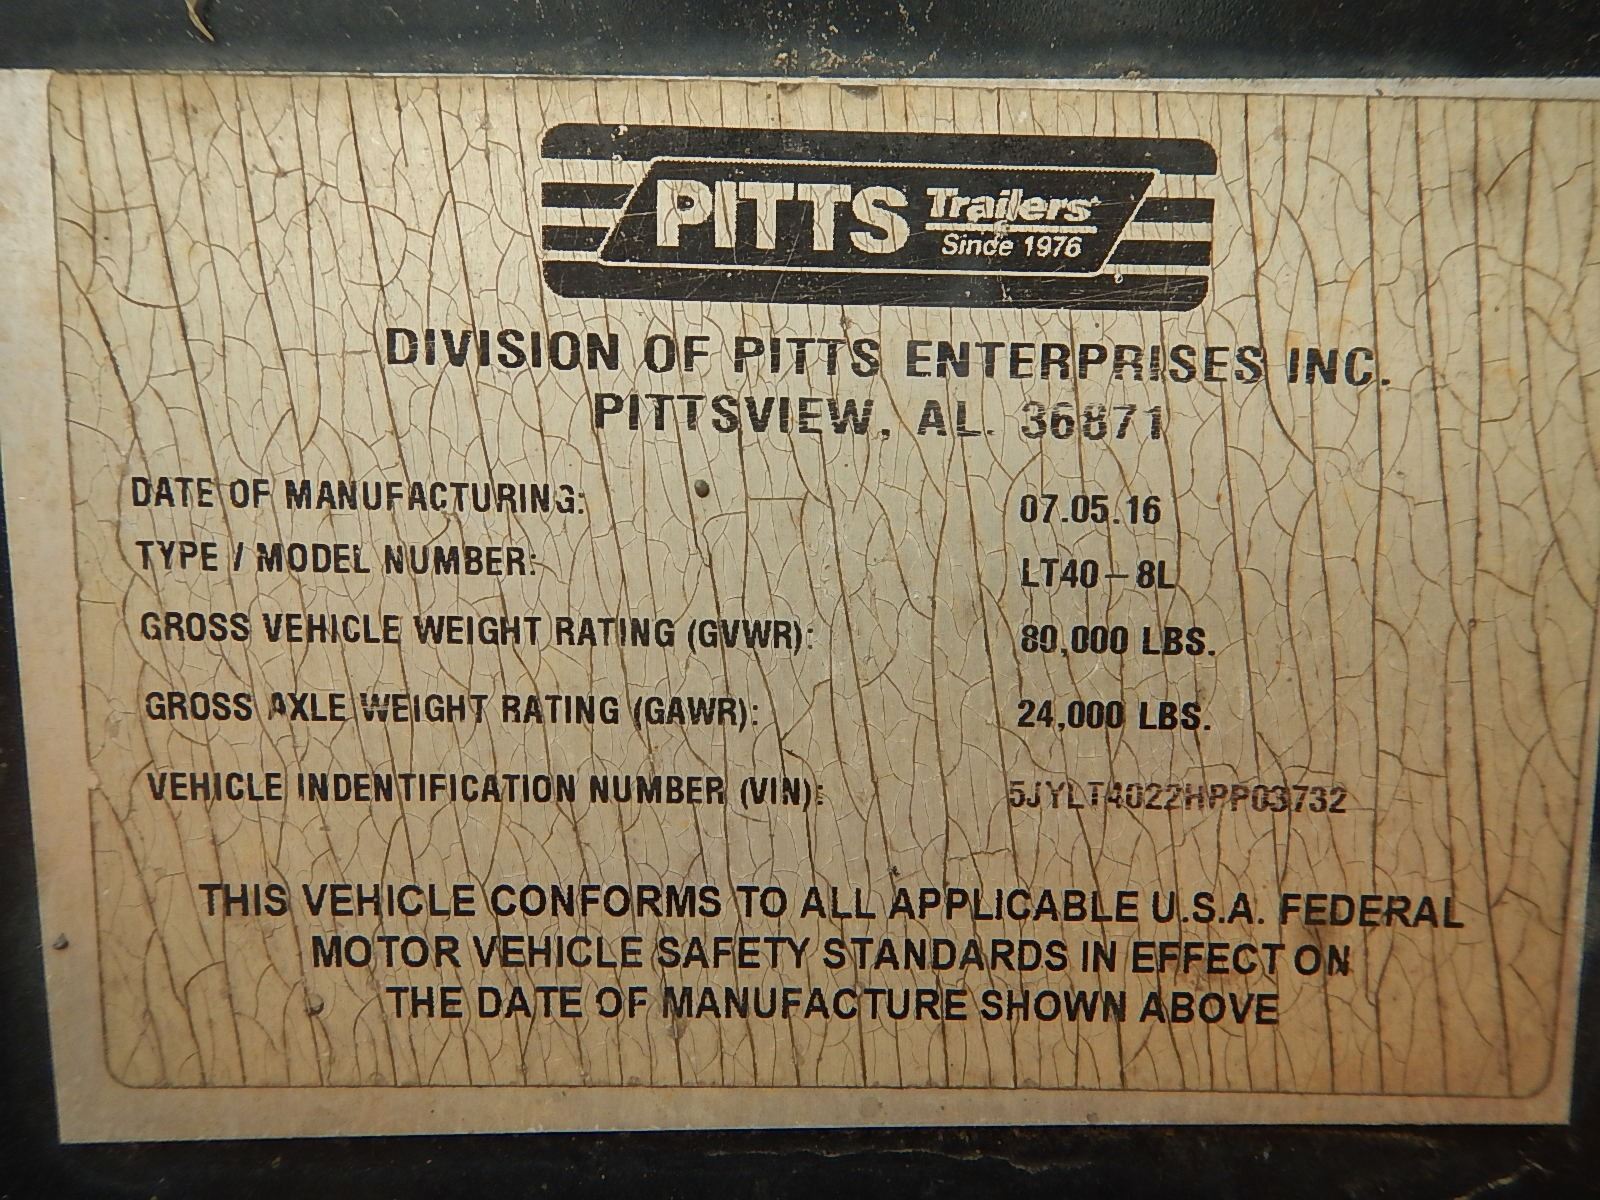 PITTS Trailers
Since 1976
DIVISION OF PITTS ENTERPRISES INC.
PITTSVIEW, AL. 36871
DATE OF MANUFACTURING: 07.05.16
TYPE / MODEL NUMBER: LT40-8L
GROSS VEHICLE WEIGHT RATING (GVWR): 80,000 LBS.
GROSS AXLE WEIGHT RATING (GAWR): 24,000 LBS.
VEHICLE INDENTIFICATION NUMBER (VIN): 5JYLT4022HPP03732
THIS VEHICLE CONFORMS TO ALL APPLICABLE U.S.A. FEDERAL
MOTOR VEHICLE SAFETY STANDARDS IN EFFECT ON
THE DATE OF MANUFACTURE SHOWN ABOVE